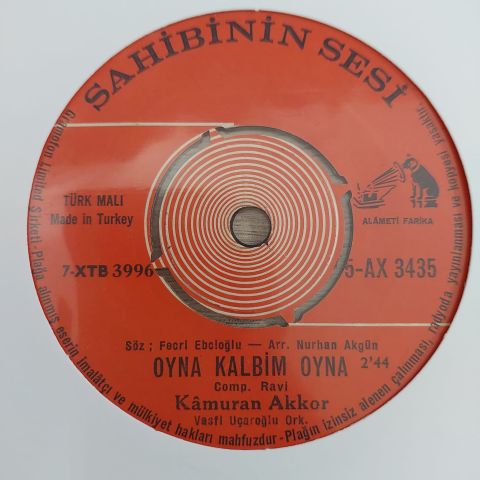 SAHİBİNİN SESİ
TÜRK MALI
Made in Turkey
ALÂMETİ FARİKA
7-XTB 3996
5-AX 3435
Söz ; Fecri Ebcioğlu — Arr. Nurhan Akgün
OYNA KALBİM OYNA 2'44
Comp. Ravi
Kâmuran Akkor
Vasfi Uçaroğlu Ork.
Gramofon Limited Şirketi-Plağa alınmış eserin imalâtçı ve mülkiyet hakları mahfuzdur-Plağın izinsiz alenen çalınması, radyoda yayınlanması ve kopyesi yasaktır.